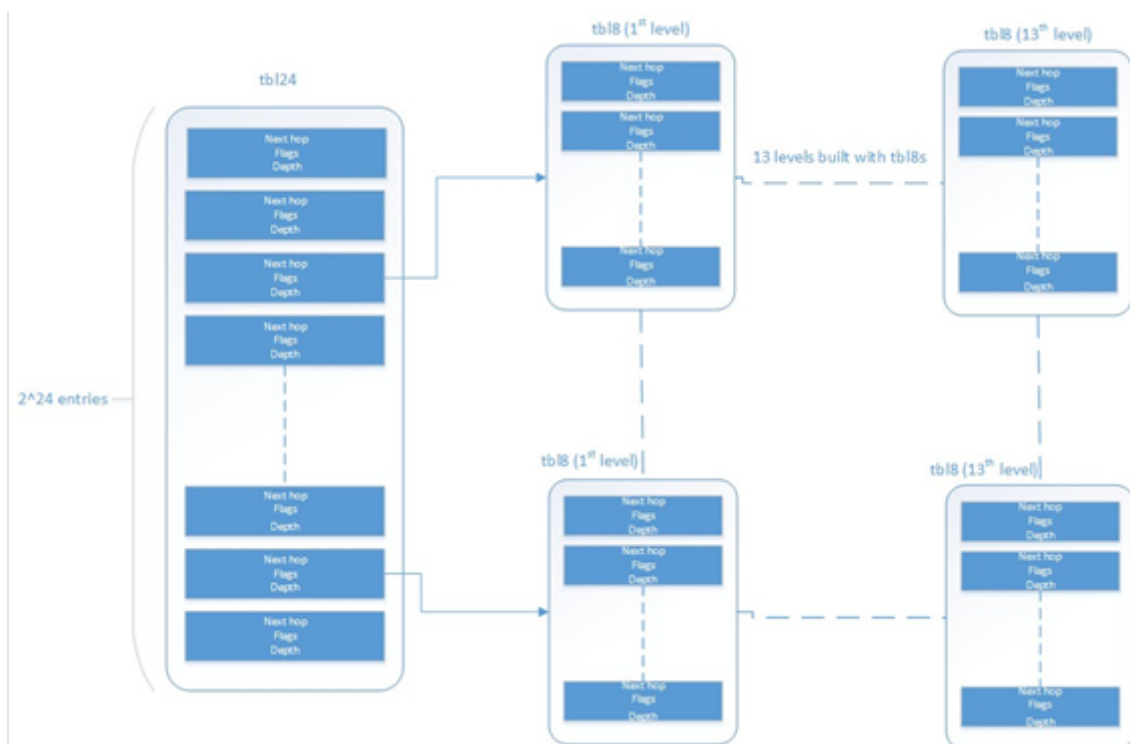 tbl24
Next hop
Flags
Depth
Next hop
Flags
Depth
Next hop
Flags
Depth
Next hop
Flags
Depth
2^24 entries
Next hop
Flags
Depth
Next hop
Flags
Depth
Next hop
Flags
Depth
tbl8 (1st level)
Next hop
Flags
Depth
Next hop
Flags
Depth
Next hop
Flags
Depth
13 levels built with tbl8s
tbl8 (13th level)
Next hop
Flags
Depth
Next hop
Flags
Depth
Next hop
Flags
Depth
tbl8 (1st level)
Next hop
Flags
Depth
Next hop
Flags
Depth
Next hop
Flags
Depth
tbl8 (13th level)
Next hop
Flags
Depth
Next hop
Flags
Depth
Next hop
Flags
Depth